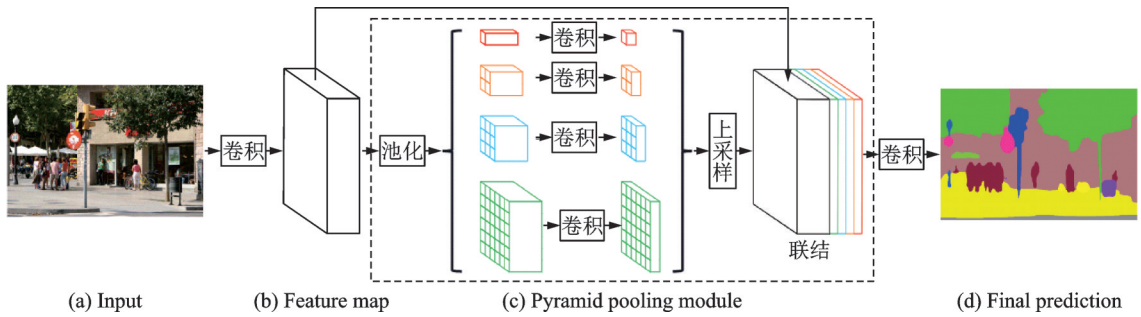 卷积
池化
卷积
卷积
卷积
卷积
上采样
联结
卷积
(a) Input
(b) Feature map
(c) Pyramid pooling module
(d) Final prediction